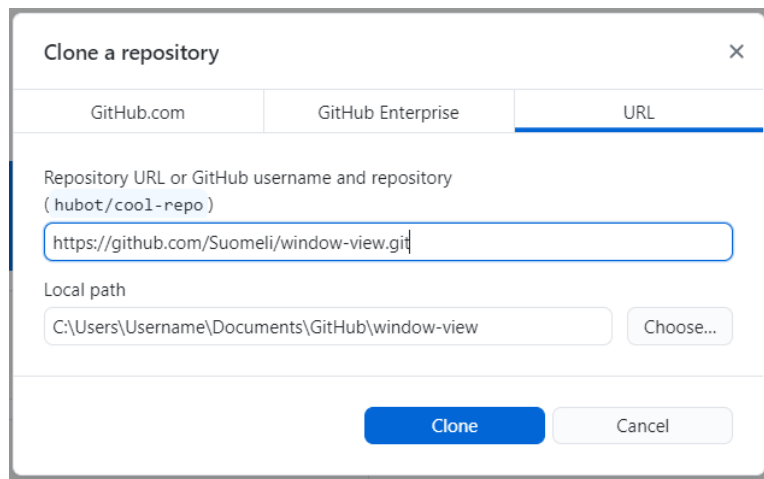 Clone a repository
GitHub.com GitHub Enterprise URL
Repository URL or GitHub username and repository
(hubot/cool-repo)
https://github.com/Suomeli/window-view.git
Local path
C:\Users\Username\Documents\GitHub\window-view Choose...
Clone Cancel